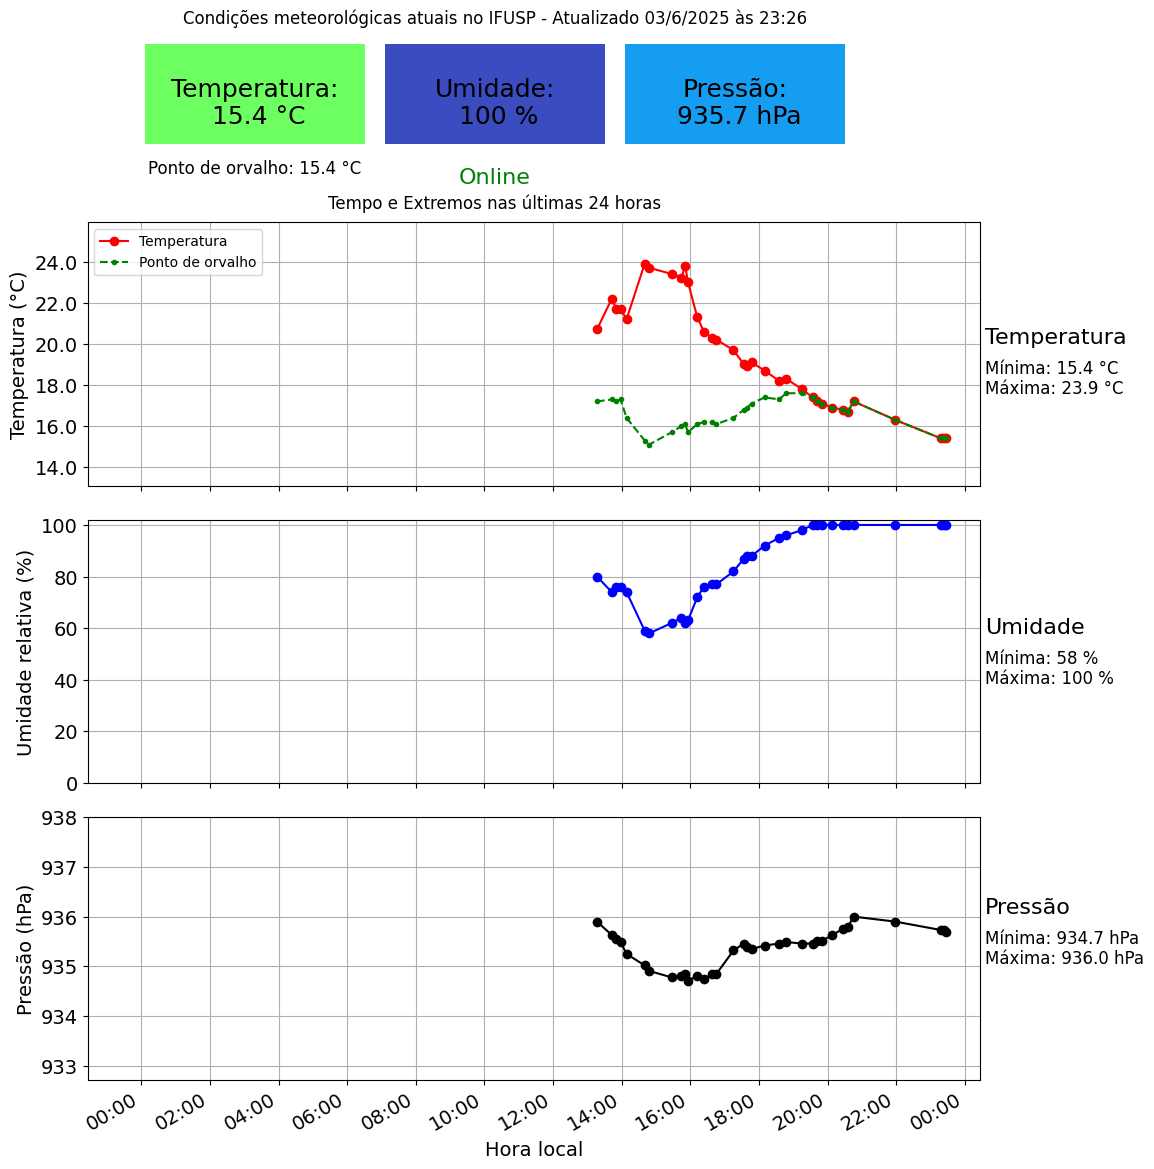 Condições meteorológicas atuais no IFUSP - Atualizado 03/6/2025 às 23:26
Temperatura:
15.4 °C
Umidade:
100 %
Pressão:
935.7 hPa
Ponto de orvalho: 15.4 °C
Online
Tempo e Extremos nas últimas 24 horas
Temperatura (°C)
24.0
22.0
20.0
18.0
16.0
14.0
Temperatura
Ponto de orvalho
Temperatura
Mínima: 15.4 °C
Máxima: 23.9 °C
Umidade relativa (%)
100
80
60
40
20
0
Umidade
Mínima: 58 %
Máxima: 100 %
Pressão (hPa)
938
937
936
935
934
933
Pressão
Mínima: 934.7 hPa
Máxima: 936.0 hPa
00:00 02:00 04:00 06:00 08:00 10:00 12:00 14:00 16:00 18:00 20:00 22:00 00:00
Hora local